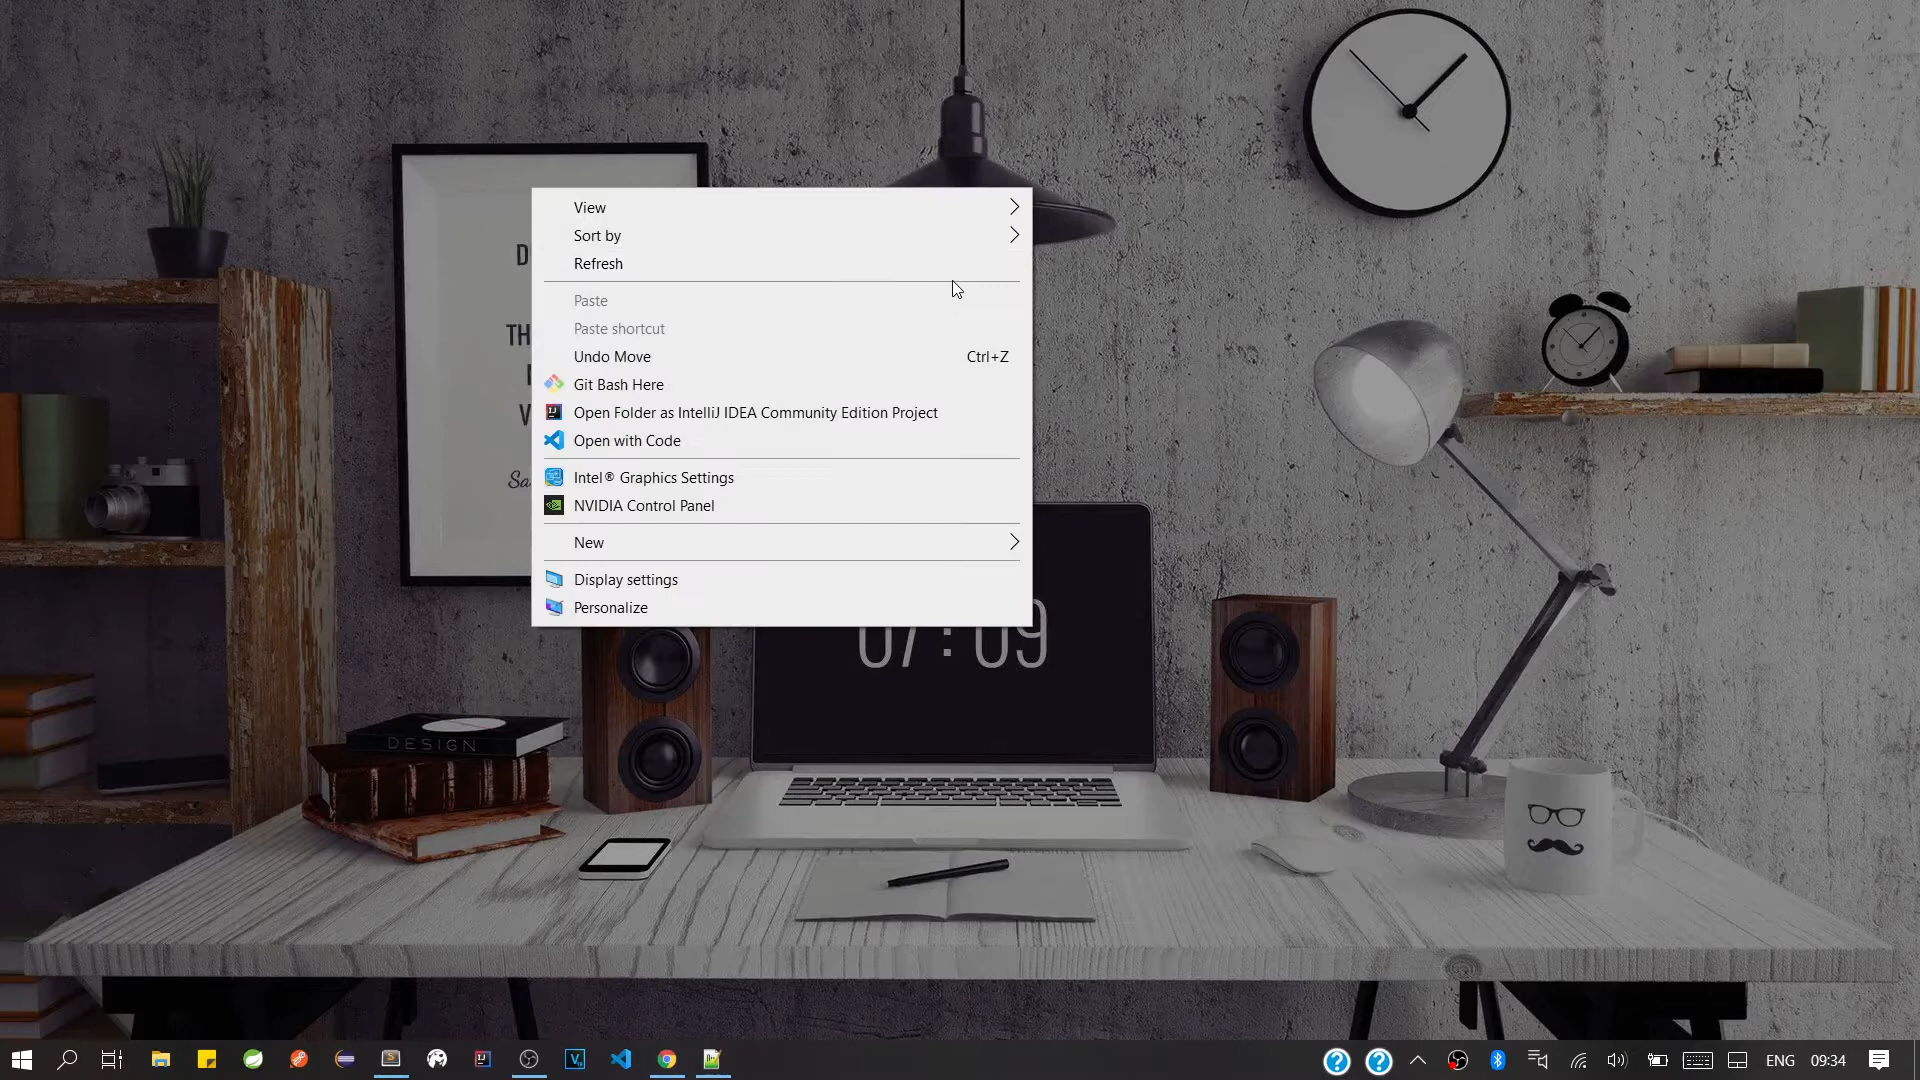 View
Sort by
Refresh
Paste
Paste shortcut
Undo Move Ctrl+Z
Git Bash Here
Open Folder as IntelliJ IDEA Community Edition Project
Open with Code
Intel® Graphics Settings
NVIDIA Control Panel
New
Display settings
Personalize
07:09
DESIGN
ENG 09:34